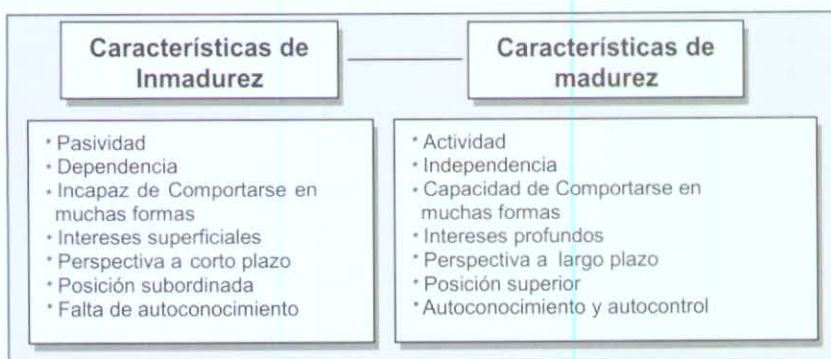 Características de
Inmadurez
Características de
madurez
* Pasividad
* Dependencia
* Incapaz de Comportarse en
muchas formas
* Intereses superficiales
* Perspectiva a corto plazo
* Posición subordinada
* Falta de autoconocimiento
* Actividad
* Independencia
* Capacidad de Comportarse en
muchas formas
* Intereses profundos
* Perspectiva a largo plazo
* Posición superior
* Autoconocimiento y autocontrol